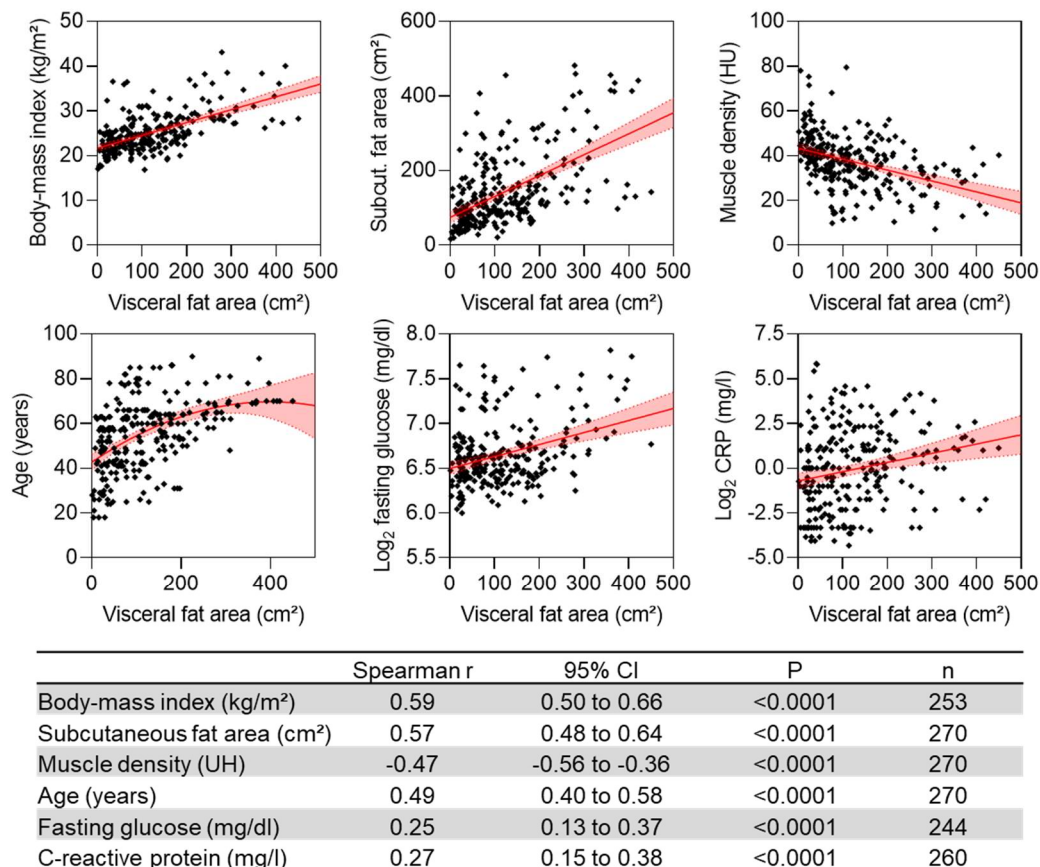 Body-mass index (kg/m²)
50
40
30
20
10
0
0 100 200 300 400 500
Visceral fat area (cm²)
Subcut. fat area (cm²)
600
400
200
0
0 100 200 300 400 500
Visceral fat area (cm²)
Muscle density (HU)
80
60
40
20
0
0 100 200 300 400 500
Visceral fat area (cm²)
Age (years)
100
80
60
40
20
0
0 200 400
Visceral fat area (cm²)
Log₂ fasting glucose (mg/dl)
8.0
7.5
7.0
6.5
6.0
5.5
0 100 200 300 400 500
Visceral fat area (cm²)
Log₂ CRP (mg/l)
7.5
5.0
2.5
0.0
-2.5
-5.0
0 100 200 300 400 500
Visceral fat area (cm²)
Spearman r 95% CI P n
Body-mass index (kg/m²) 0.59 0.50 to 0.66 <0.0001 253
Subcutaneous fat area (cm²) 0.57 0.48 to 0.64 <0.0001 270
Muscle density (UH) -0.47 -0.56 to -0.36 <0.0001 270
Age (years) 0.49 0.40 to 0.58 <0.0001 270
Fasting glucose (mg/dl) 0.25 0.13 to 0.37 <0.0001 244
C-reactive protein (mg/l) 0.27 0.15 to 0.38 <0.0001 260